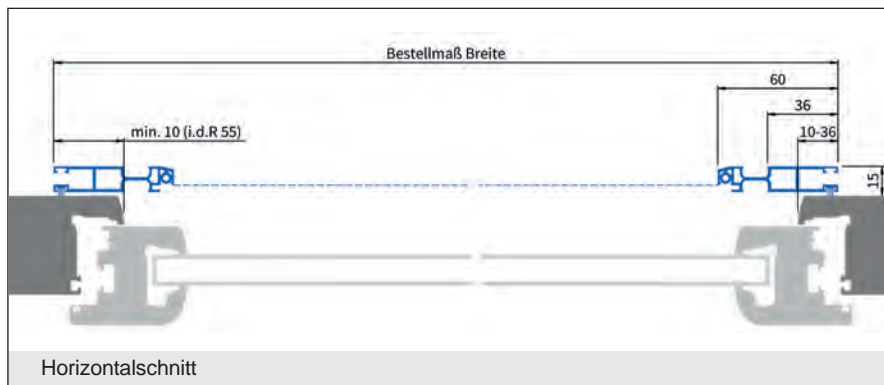 Bestellmaß Breite
60
36
min. 10 (i.d.R 55)
10-36
15
Horizontalschnitt